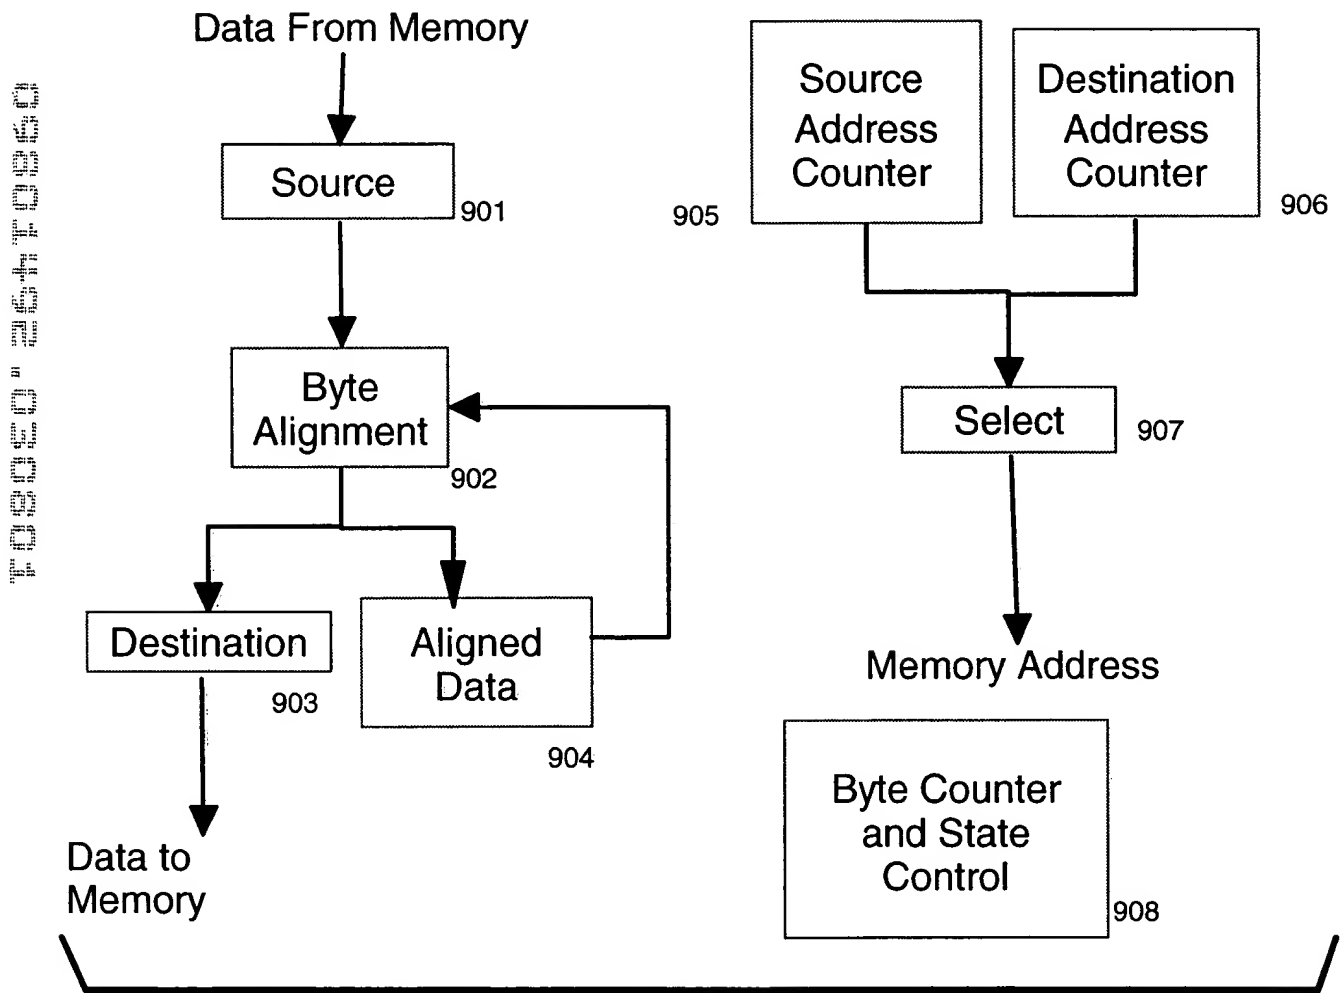 Data From Memory
Source
901
Byte
Alignment
902
Destination
903
Aligned
Data
904
Data to
Memory
Source
Address
Counter
905
Destination
Address
Counter
906
Select
907
Memory Address
Byte Counter
and State
Control
908